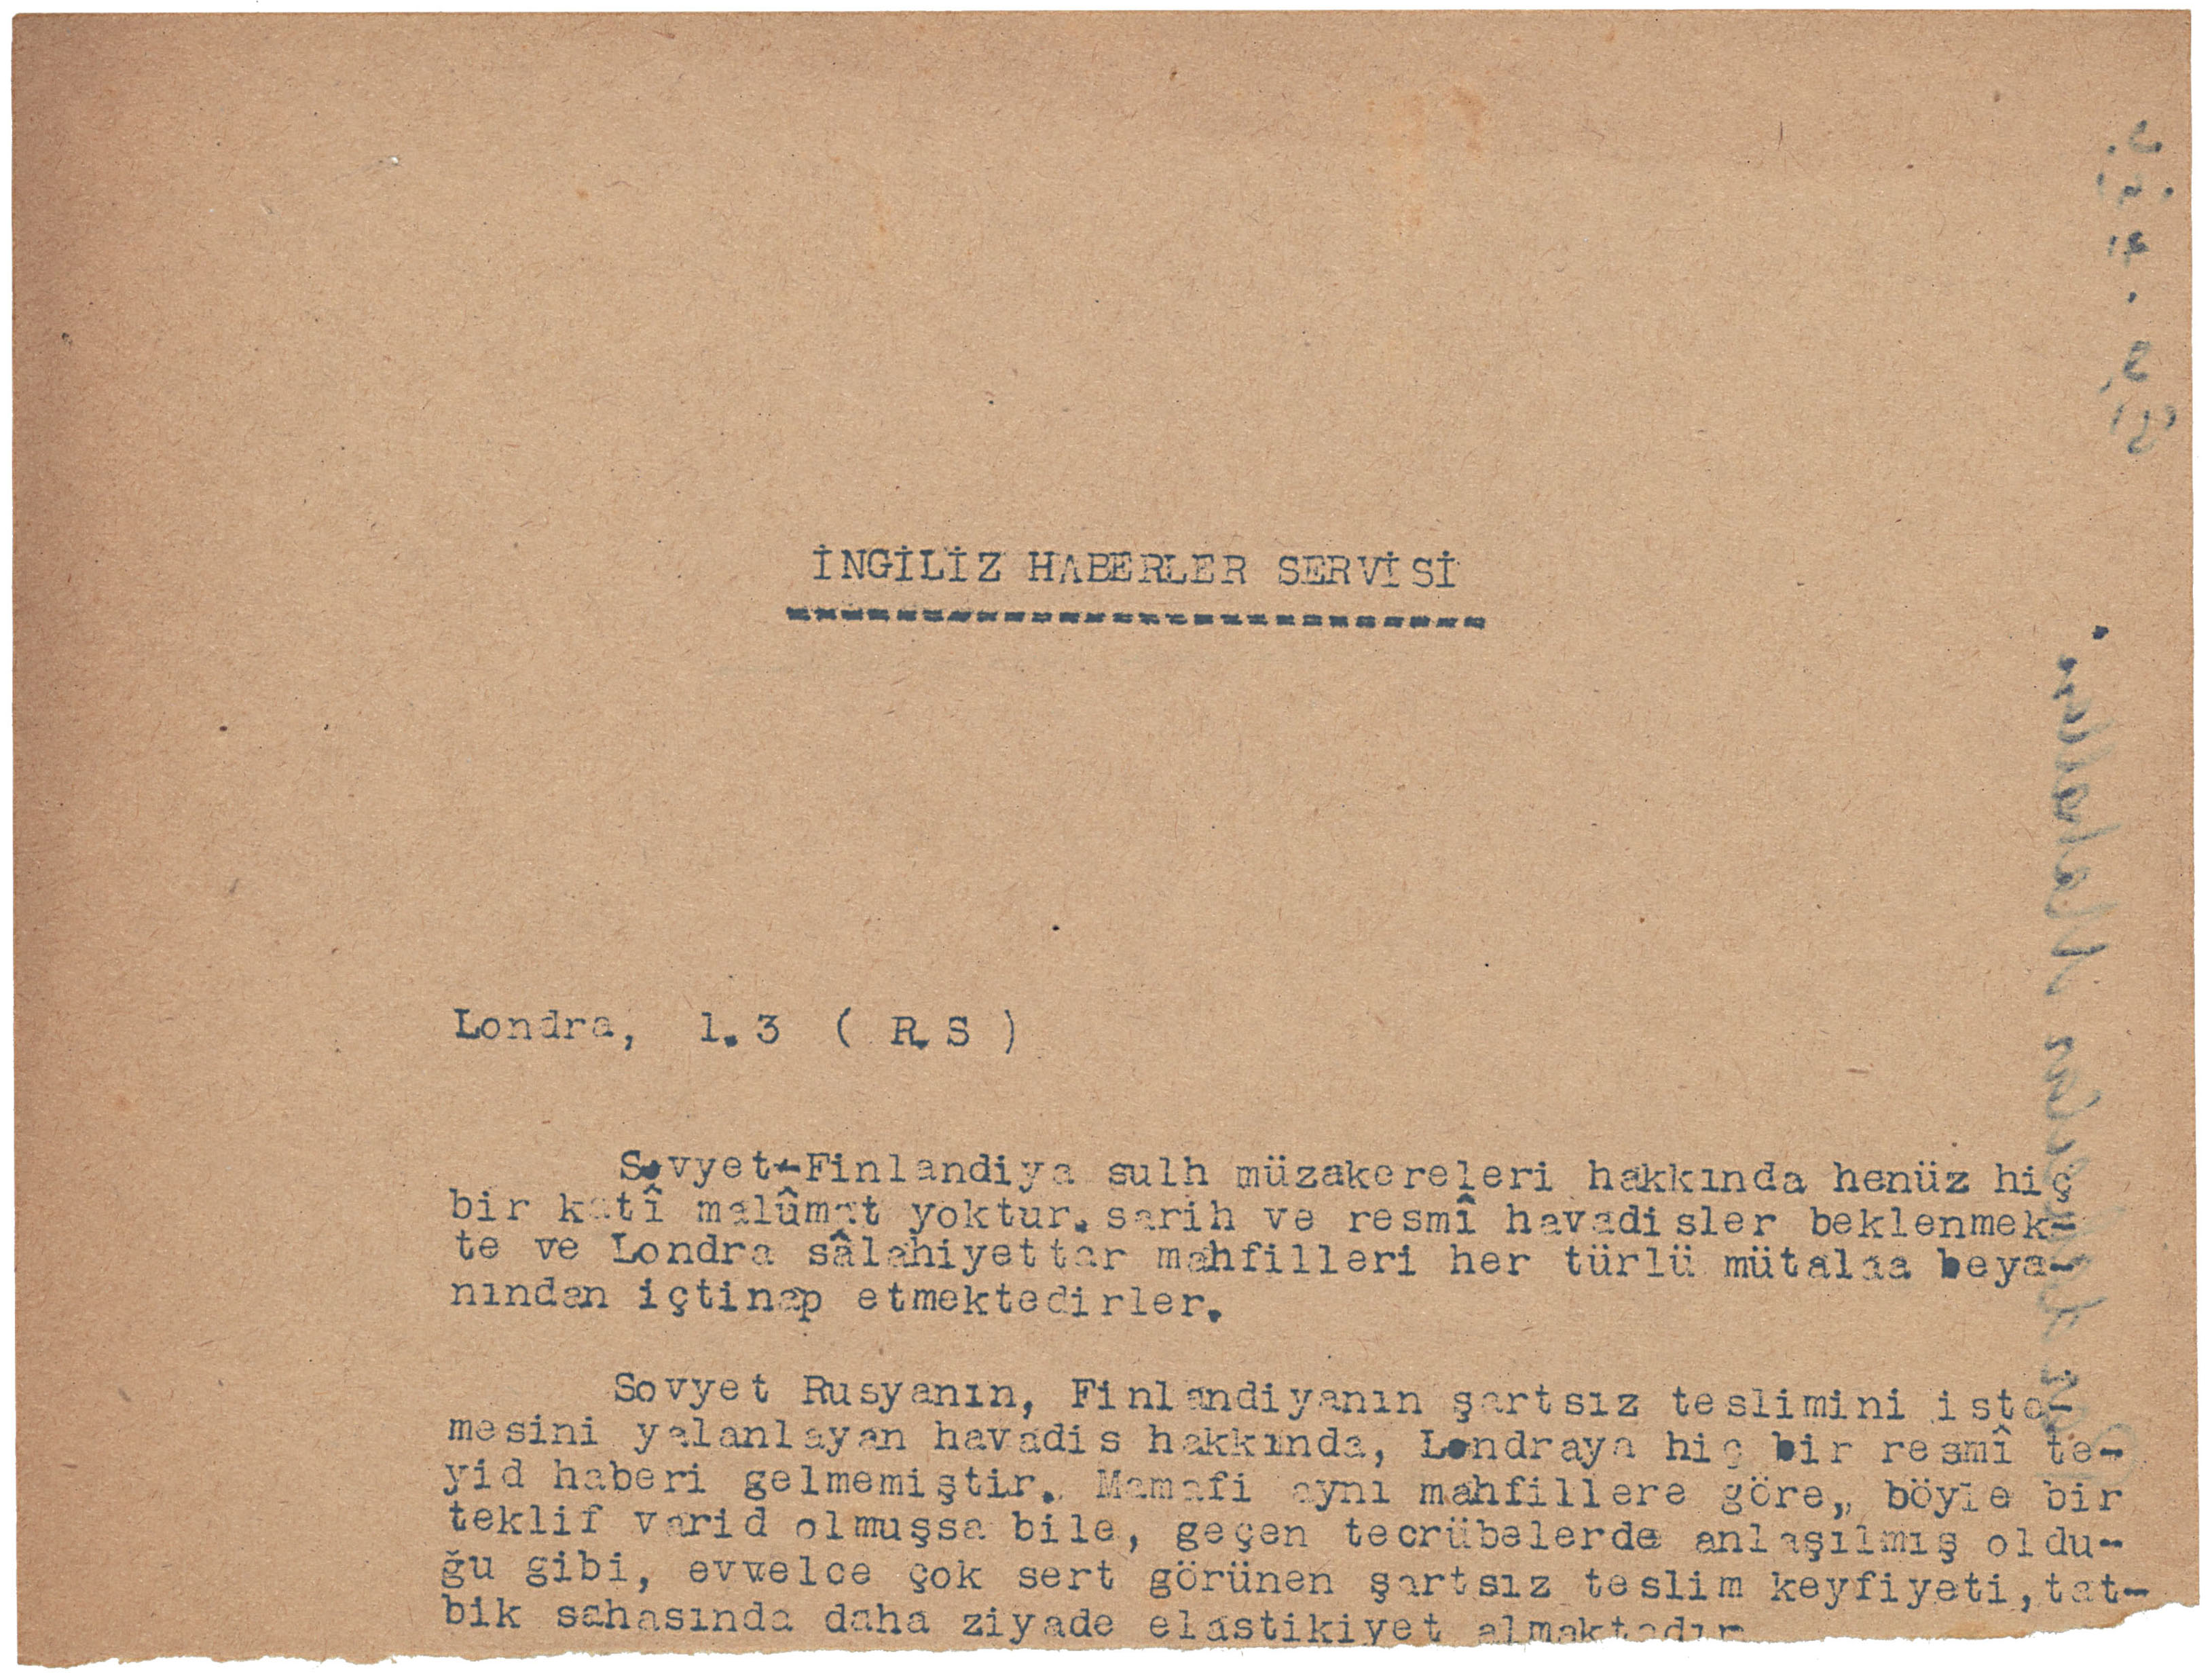 İNGİLİZ HABERLER SERVİSİ
Londra, 1.3 ( R.S )
Sovyet-Finlandiya sulh müzakereleri hakkında henüz hiç
bir katî malûmat yoktur. sarih ve resmî havadisler beklenmek-
te ve Londra sâlahiyettar mahfilleri her türlü mütalaa beya-
nından içtinap etmektedirler.
Sovyet Rusyanın, Finlandiyanın şartsız teslimini iste-
mesini yalanlayan havadis hakkında, Londraya hiç bir resmî te-
yid haberi gelmemiştir. Mamafi aynı mahfillere göre, böyle bir
teklif varid olmuşsa bile, geçen tecrübelerde anlaşılmış oldu-
ğu gibi, evvelce çok sert görünen şartsız teslim keyfiyeti, tat-
bik sahasında daha ziyade elastikiyet almaktadır